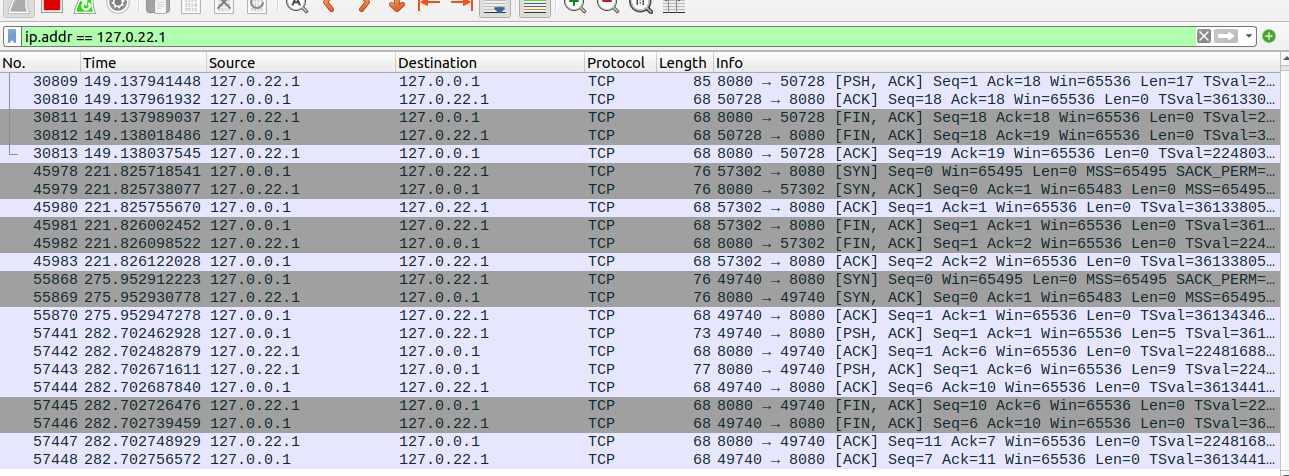 ip.addr == 127.0.22.1
No. Time Source Destination Protocol Length Info
30809 149.137941448 127.0.22.1 127.0.0.1 TCP 85 8080 → 50728 [PSH, ACK] Seq=1 Ack=18 Win=65536 Len=17 TSval=2…
30810 149.137961932 127.0.0.1 127.0.22.1 TCP 68 50728 → 8080 [ACK] Seq=18 Ack=18 Win=65536 Len=0 TSval=361330…
30811 149.137989037 127.0.22.1 127.0.0.1 TCP 68 8080 → 50728 [FIN, ACK] Seq=18 Ack=18 Win=65536 Len=0 TSval=2…
30812 149.138018486 127.0.0.1 127.0.22.1 TCP 68 50728 → 8080 [FIN, ACK] Seq=18 Ack=19 Win=65536 Len=0 TSval=3…
30813 149.138037545 127.0.22.1 127.0.0.1 TCP 68 8080 → 50728 [ACK] Seq=19 Ack=19 Win=65536 Len=0 TSval=224803…
45978 221.825718541 127.0.0.1 127.0.22.1 TCP 76 57302 → 8080 [SYN] Seq=0 Win=65495 Len=0 MSS=65495 SACK_PERM=…
45979 221.825738077 127.0.22.1 127.0.0.1 TCP 76 8080 → 57302 [SYN, ACK] Seq=0 Ack=1 Win=65483 Len=0 MSS=65495…
45980 221.825755670 127.0.0.1 127.0.22.1 TCP 68 57302 → 8080 [ACK] Seq=1 Ack=1 Win=65536 Len=0 TSval=36133805…
45981 221.826002452 127.0.0.1 127.0.22.1 TCP 68 57302 → 8080 [FIN, ACK] Seq=1 Ack=1 Win=65536 Len=0 TSval=361…
45982 221.826098522 127.0.22.1 127.0.0.1 TCP 68 8080 → 57302 [FIN, ACK] Seq=1 Ack=2 Win=65536 Len=0 TSval=224…
45983 221.826122028 127.0.0.1 127.0.22.1 TCP 68 57302 → 8080 [ACK] Seq=2 Ack=2 Win=65536 Len=0 TSval=36133805…
55868 275.952912223 127.0.0.1 127.0.22.1 TCP 76 49740 → 8080 [SYN] Seq=0 Win=65495 Len=0 MSS=65495 SACK_PERM=…
55869 275.952930778 127.0.22.1 127.0.0.1 TCP 76 8080 → 49740 [SYN, ACK] Seq=0 Ack=1 Win=65483 Len=0 MSS=65495…
55870 275.952947278 127.0.0.1 127.0.22.1 TCP 68 49740 → 8080 [ACK] Seq=1 Ack=1 Win=65536 Len=0 TSval=36134346…
57441 282.702462928 127.0.0.1 127.0.22.1 TCP 73 49740 → 8080 [PSH, ACK] Seq=1 Ack=1 Win=65536 Len=5 TSval=361…
57442 282.702482879 127.0.22.1 127.0.0.1 TCP 68 8080 → 49740 [ACK] Seq=1 Ack=6 Win=65536 Len=0 TSval=22481688…
57443 282.702671611 127.0.22.1 127.0.0.1 TCP 77 8080 → 49740 [PSH, ACK] Seq=1 Ack=6 Win=65536 Len=9 TSval=224…
57444 282.702687840 127.0.0.1 127.0.22.1 TCP 68 49740 → 8080 [ACK] Seq=6 Ack=10 Win=65536 Len=0 TSval=3613441…
57445 282.702726476 127.0.22.1 127.0.0.1 TCP 68 8080 → 49740 [FIN, ACK] Seq=10 Ack=6 Win=65536 Len=0 TSval=22…
57446 282.702739459 127.0.0.1 127.0.22.1 TCP 68 49740 → 8080 [FIN, ACK] Seq=6 Ack=10 Win=65536 Len=0 TSval=36…
57447 282.702748929 127.0.22.1 127.0.0.1 TCP 68 8080 → 49740 [ACK] Seq=11 Ack=7 Win=65536 Len=0 TSval=2248168…
57448 282.702756572 127.0.0.1 127.0.22.1 TCP 68 49740 → 8080 [ACK] Seq=7 Ack=11 Win=65536 Len=0 TSval=3613441…